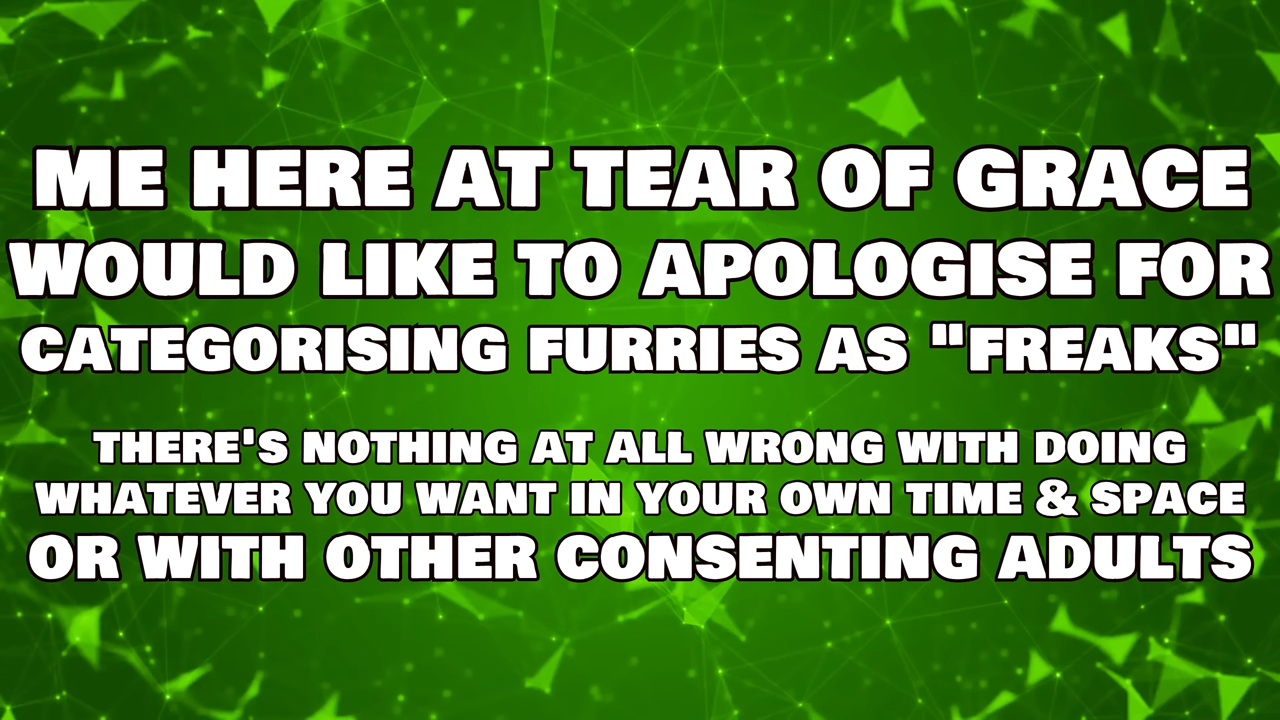 ME HERE AT TEAR OF GRACE
WOULD LIKE TO APOLOGISE FOR
CATEGORISING FURRIES AS "FREAKS"
THERE'S NOTHING AT ALL WRONG WITH DOING
WHATEVER YOU WANT IN YOUR OWN TIME & SPACE
OR WITH OTHER CONSENTING ADULTS